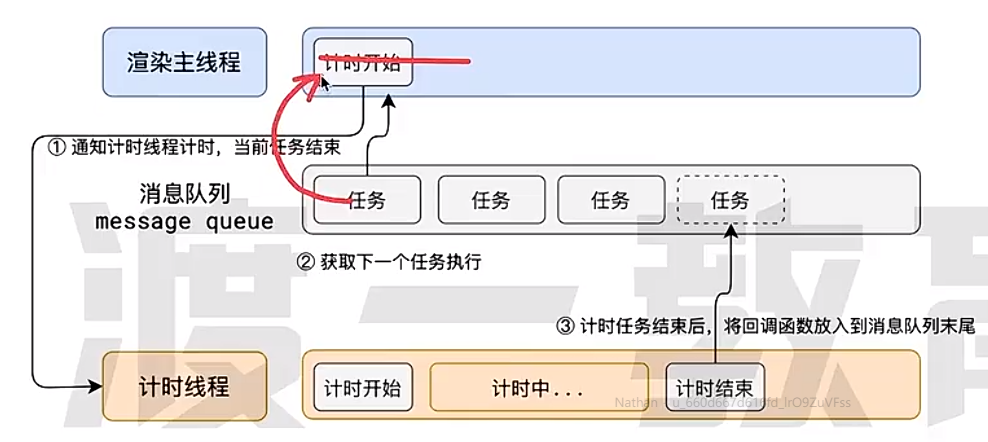 渲染主线程
计时开始
① 通知计时线程计时，当前任务结束
消息队列
message queue
任务
任务
任务
任务
② 获取下一个任务执行
③ 计时任务结束后，将回调函数放入到消息队列末尾
计时线程
计时开始
计时中...
计时结束
渡一教育